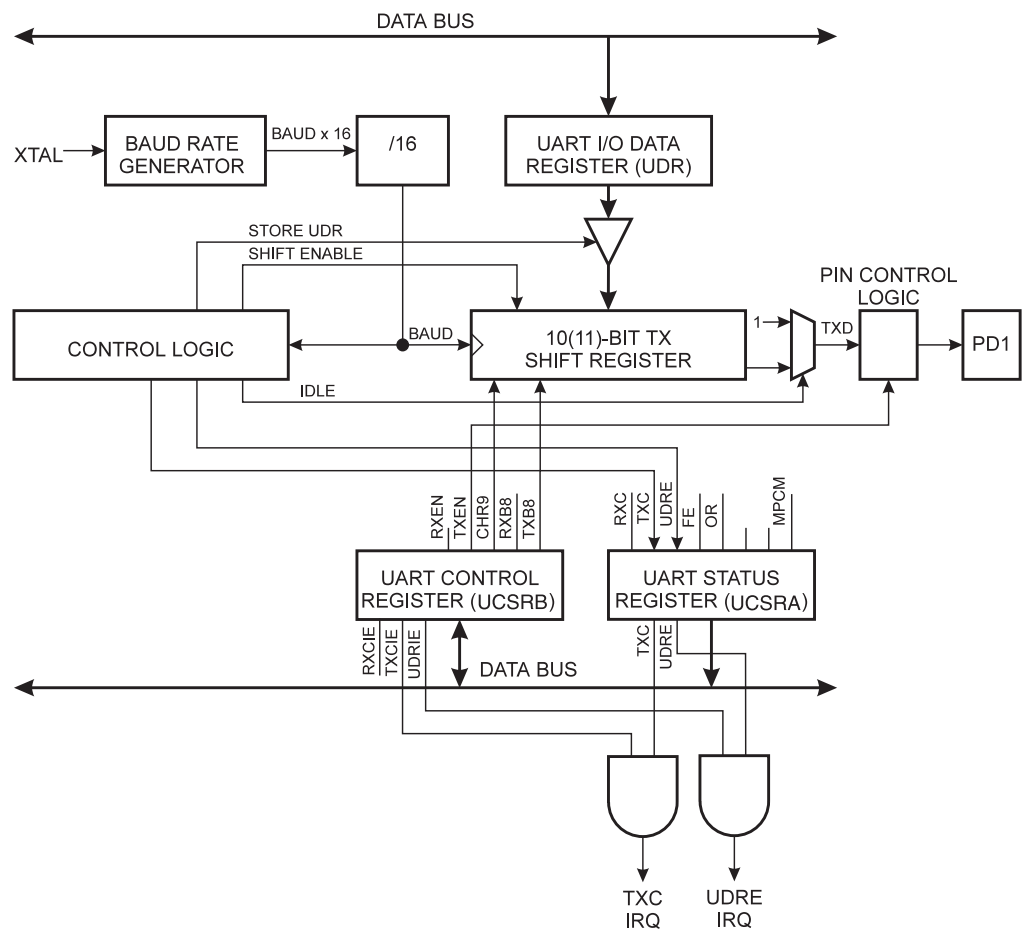 DATA BUS
XTAL
BAUD RATE
GENERATOR
BAUD x 16
/16
UART I/O DATA
REGISTER (UDR)
STORE UDR
SHIFT ENABLE
PIN CONTROL
LOGIC
CONTROL LOGIC
BAUD
10(11)-BIT TX
SHIFT REGISTER
1
TXD
PD1
IDLE
RXEN
TXEN
CHR9
RXB8
TXB8
RXC
TXC
UDRE
FE
OR
MPCM
UART CONTROL
REGISTER (UCSRB)
UART STATUS
REGISTER (UCSRA)
RXCIE
TXCIE
UDRIE
TXC
UDRE
DATA BUS
TXC
IRQ
UDRE
IRQ